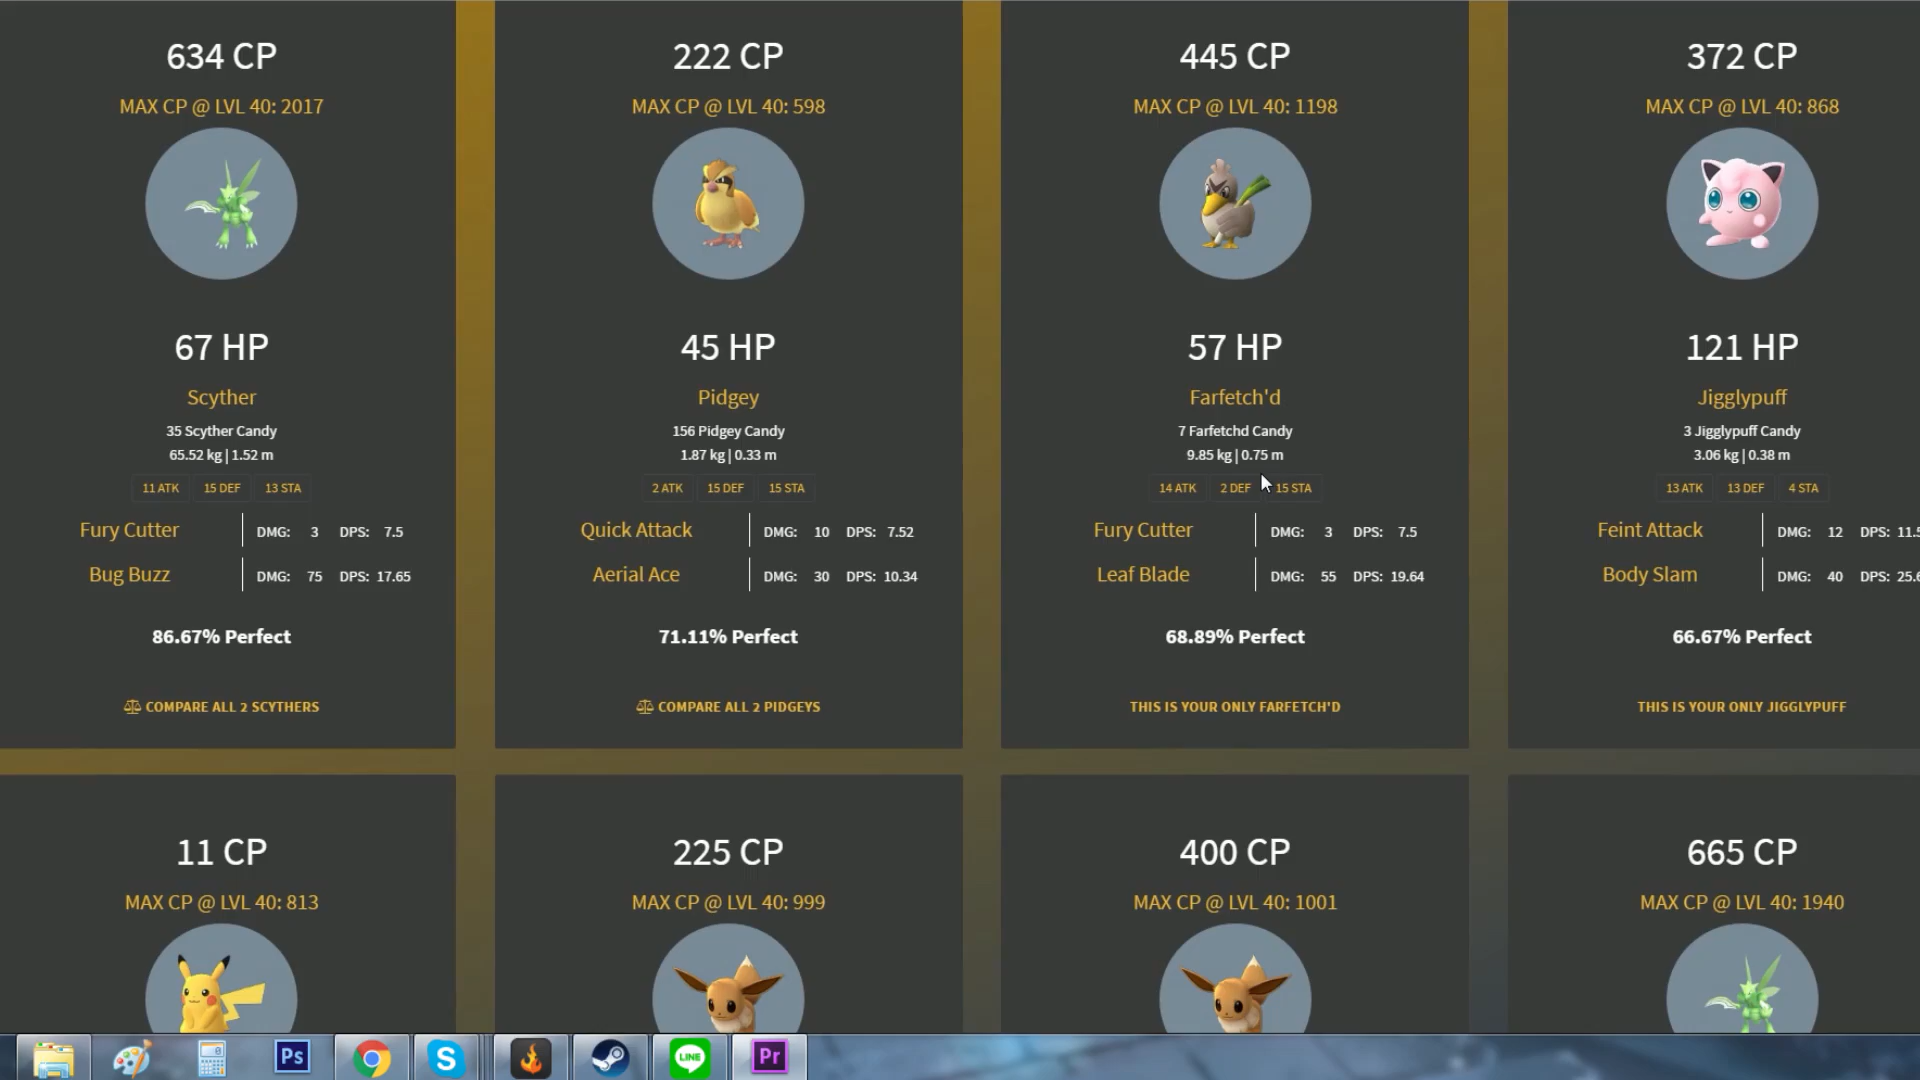 634 CP
MAX CP @ LVL 40: 2017
67 HP
Scyther
35 Scyther Candy
65.52 kg | 1.52 m
11 ATK 15 DEF 13 STA
Fury Cutter DMG: 3 DPS: 7.5
Bug Buzz DMG: 75 DPS: 17.65
86.67% Perfect
COMPARE ALL 2 SCYTHERS
222 CP
MAX CP @ LVL 40: 598
45 HP
Pidgey
156 Pidgey Candy
1.87 kg | 0.33 m
2 ATK 15 DEF 15 STA
Quick Attack DMG: 10 DPS: 7.52
Aerial Ace DMG: 30 DPS: 10.34
71.11% Perfect
COMPARE ALL 2 PIDGEYS
445 CP
MAX CP @ LVL 40: 1198
57 HP
Farfetch'd
7 Farfetchd Candy
9.85 kg | 0.75 m
14 ATK 2 DEF 15 STA
Fury Cutter DMG: 3 DPS: 7.5
Leaf Blade DMG: 55 DPS: 19.64
68.89% Perfect
THIS IS YOUR ONLY FARFETCH'D
372 CP
MAX CP @ LVL 40: 868
121 HP
Jigglypuff
3 Jigglypuff Candy
3.06 kg | 0.38 m
13 ATK 13 DEF 4 STA
Feint Attack DMG: 12 DPS: 11.5
Body Slam DMG: 40 DPS: 25.6
66.67% Perfect
THIS IS YOUR ONLY JIGGLYPUFF
11 CP
MAX CP @ LVL 40: 813
225 CP
MAX CP @ LVL 40: 999
400 CP
MAX CP @ LVL 40: 1001
665 CP
MAX CP @ LVL 40: 1940
Ps
S
LINE
Pr